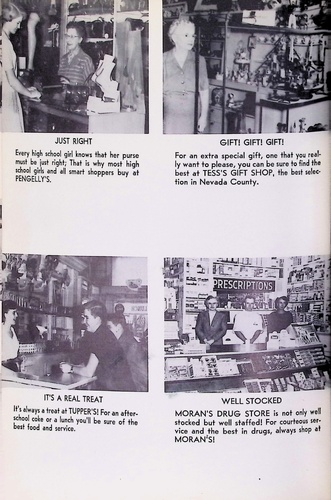 JUST RIGHT
Every high school girl knows that her purse
must be just right; That is why most high
school girls and all smart shoppers buy at
PENGELLY'S.
GIFT! GIFT! GIFT!
For an extra special gift, one that you real-
ly want to please, you can be sure to find the
best at TESS'S GIFT SHOP, the best selec-
tion in Nevada County.
PRESCRIPTIONS
IT'S A REAL TREAT
It's always a treat at TUPPER'S! For an after-
school coke or a lunch you'll be sure of the
best food and service.
WELL STOCKED
MORAN'S DRUG STORE is not only well
stocked but well staffed! For courteous ser-
vice and the best in drugs, always shop at
MORAN'S!